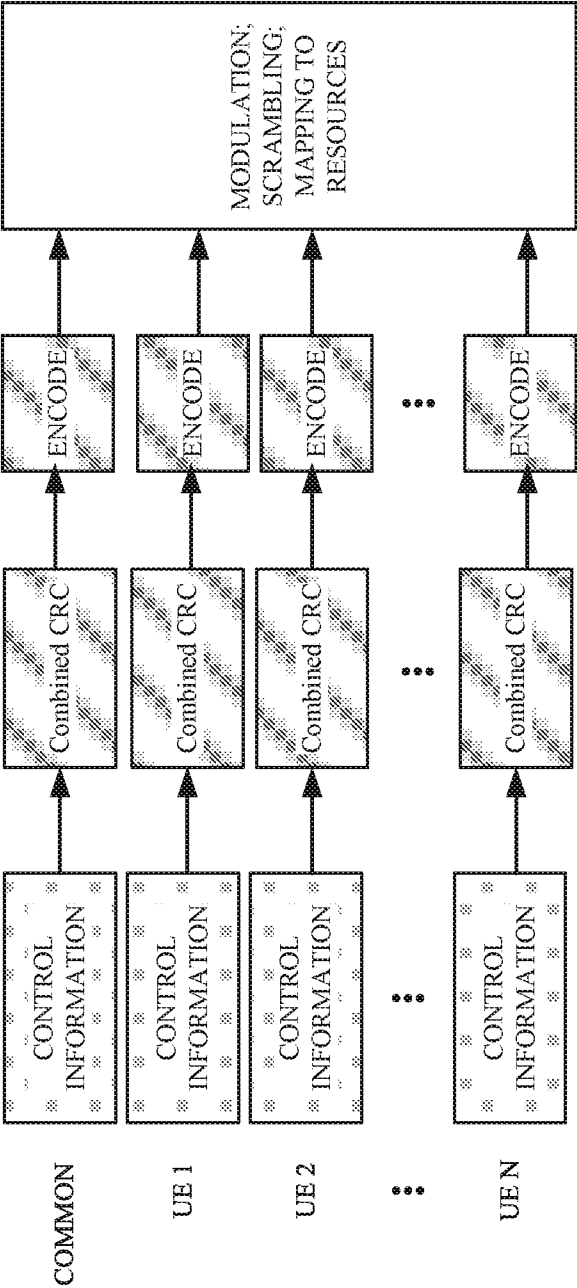 COMMON
CONTROL
INFORMATION
Combined CRC
ENCODE
UE 1
CONTROL
INFORMATION
Combined CRC
ENCODE
UE 2
CONTROL
INFORMATION
Combined CRC
ENCODE
•••
•••
•••
•••
UE N
CONTROL
INFORMATION
Combined CRC
ENCODE
MODULATION;
SCRAMBLING;
MAPPING TO
RESOURCES